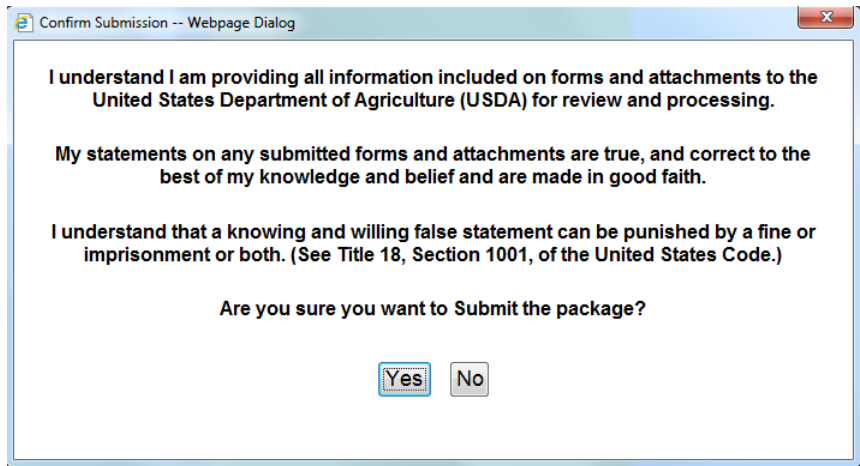 Confirm Submission -- Webpage Dialog
I understand I am providing all information included on forms and attachments to the
United States Department of Agriculture (USDA) for review and processing.
My statements on any submitted forms and attachments are true, and correct to the
best of my knowledge and belief and are made in good faith.
I understand that a knowing and willing false statement can be punished by a fine or
imprisonment or both. (See Title 18, Section 1001, of the United States Code.)
Are you sure you want to Submit the package?
Yes No